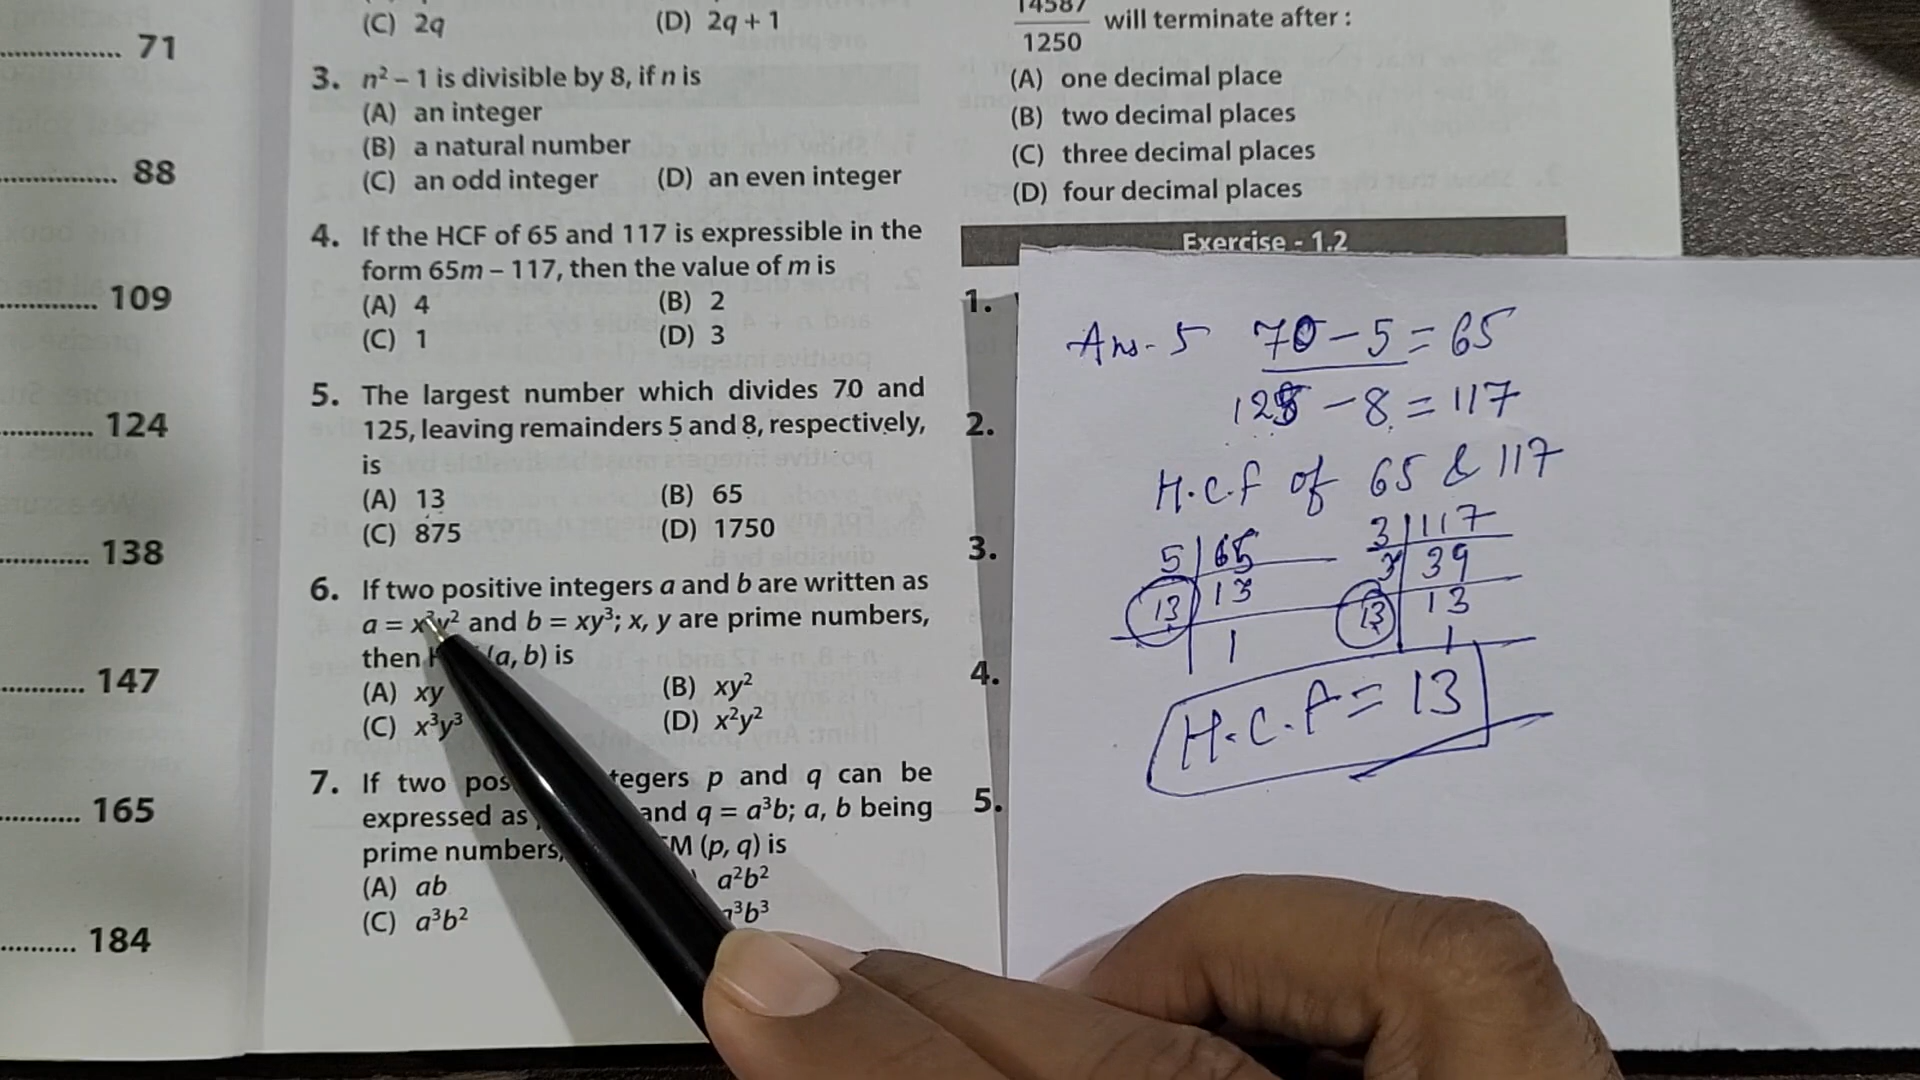 71
88
109
124
138
147
165
184
(C) 2q (D) 2q + 1
3. n² – 1 is divisible by 8, if n is
(A) an integer
(B) a natural number
(C) an odd integer (D) an even integer
4. If the HCF of 65 and 117 is expressible in the
form 65m – 117, then the value of m is
(A) 4 (B) 2
(C) 1 (D) 3
5. The largest number which divides 70 and
125, leaving remainders 5 and 8, respectively,
is
(A) 13 (B) 65
(C) 875 (D) 1750
6. If two positive integers a and b are written as
a = x³y² and b = xy³; x, y are prime numbers,
then (a, b) is
(A) xy (B) xy²
(C) x³y³ (D) x²y²
7. If two pos tegers p and q can be
expressed as and q = a³b; a, b being
prime numbers, M (p, q) is
(A) ab a²b²
(C) a³b² a³b³
14587
1250 will terminate after :
(A) one decimal place
(B) two decimal places
(C) three decimal places
(D) four decimal places
Exercise - 1.2
1.
2.
3.
4.
5.
Ans - 5 70 - 5 = 65
125 - 8 = 117
H.C.F of 65 & 117
5 65 3 117
13 13 3 39
1 13 13
1
H.C.F = 13